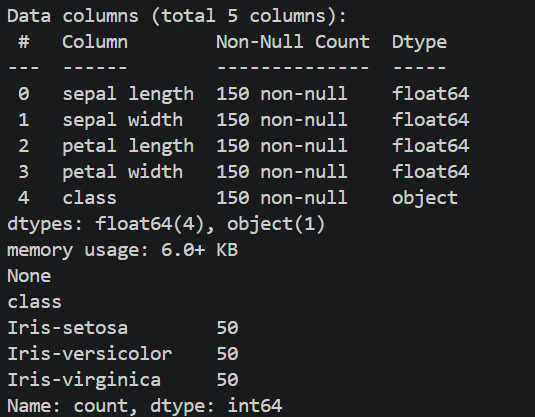 Data columns (total 5 columns):
 #   Column        Non-Null Count  Dtype
---  ------        --------------  -----
 0   sepal length  150 non-null    float64
 1   sepal width   150 non-null    float64
 2   petal length  150 non-null    float64
 3   petal width   150 non-null    float64
 4   class         150 non-null    object
dtypes: float64(4), object(1)
memory usage: 6.0+ KB
None
class
Iris-setosa        50
Iris-versicolor    50
Iris-virginica     50
Name: count, dtype: int64